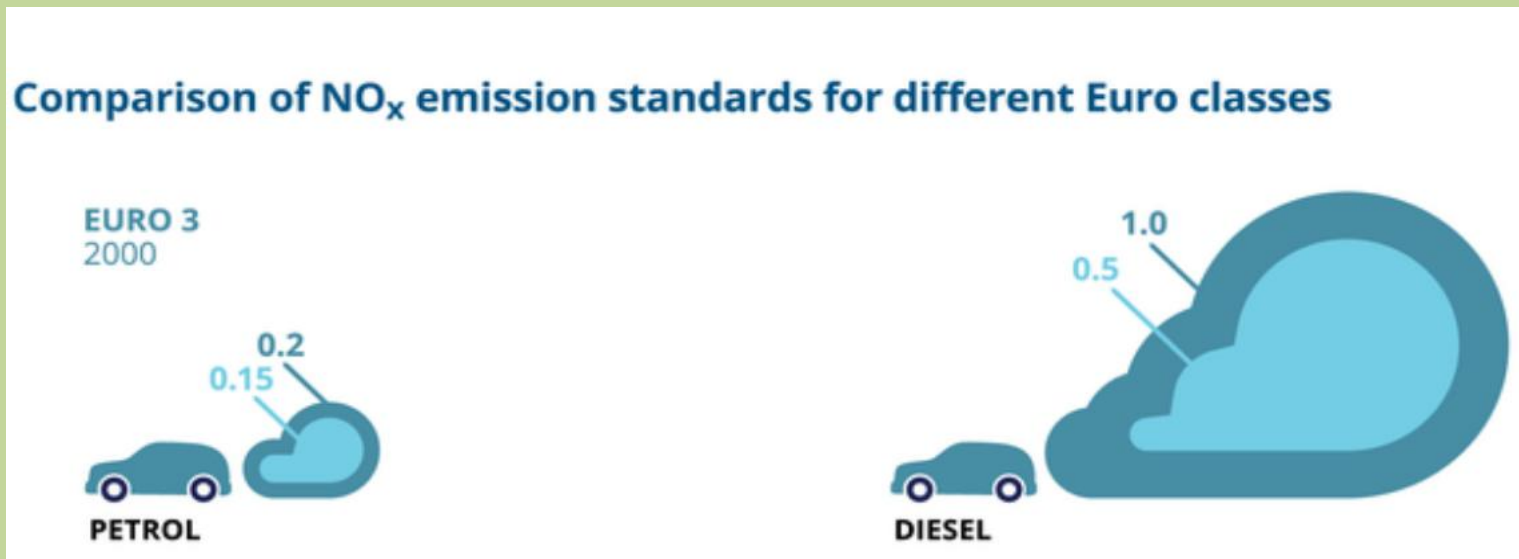 Comparison of NOx emission standards for different Euro classes
EURO 3
2000
0.2
0.15
PETROL
1.0
0.5
DIESEL